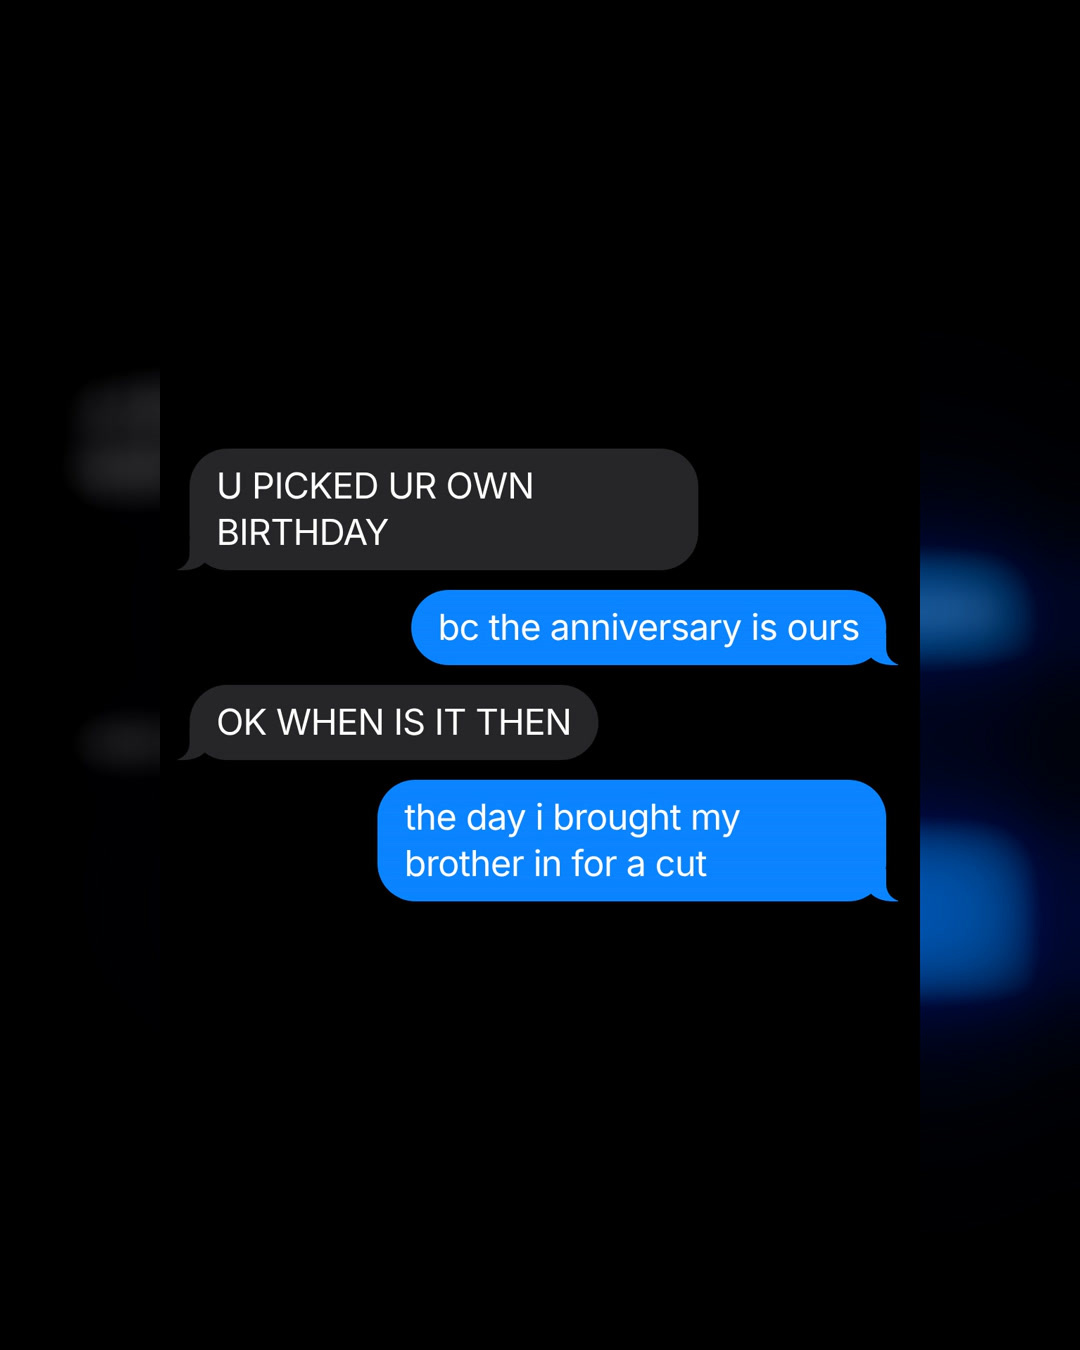 U PICKED UR OWN
BIRTHDAY
bc the anniversary is ours
OK WHEN IS IT THEN
the day i brought my
brother in for a cut